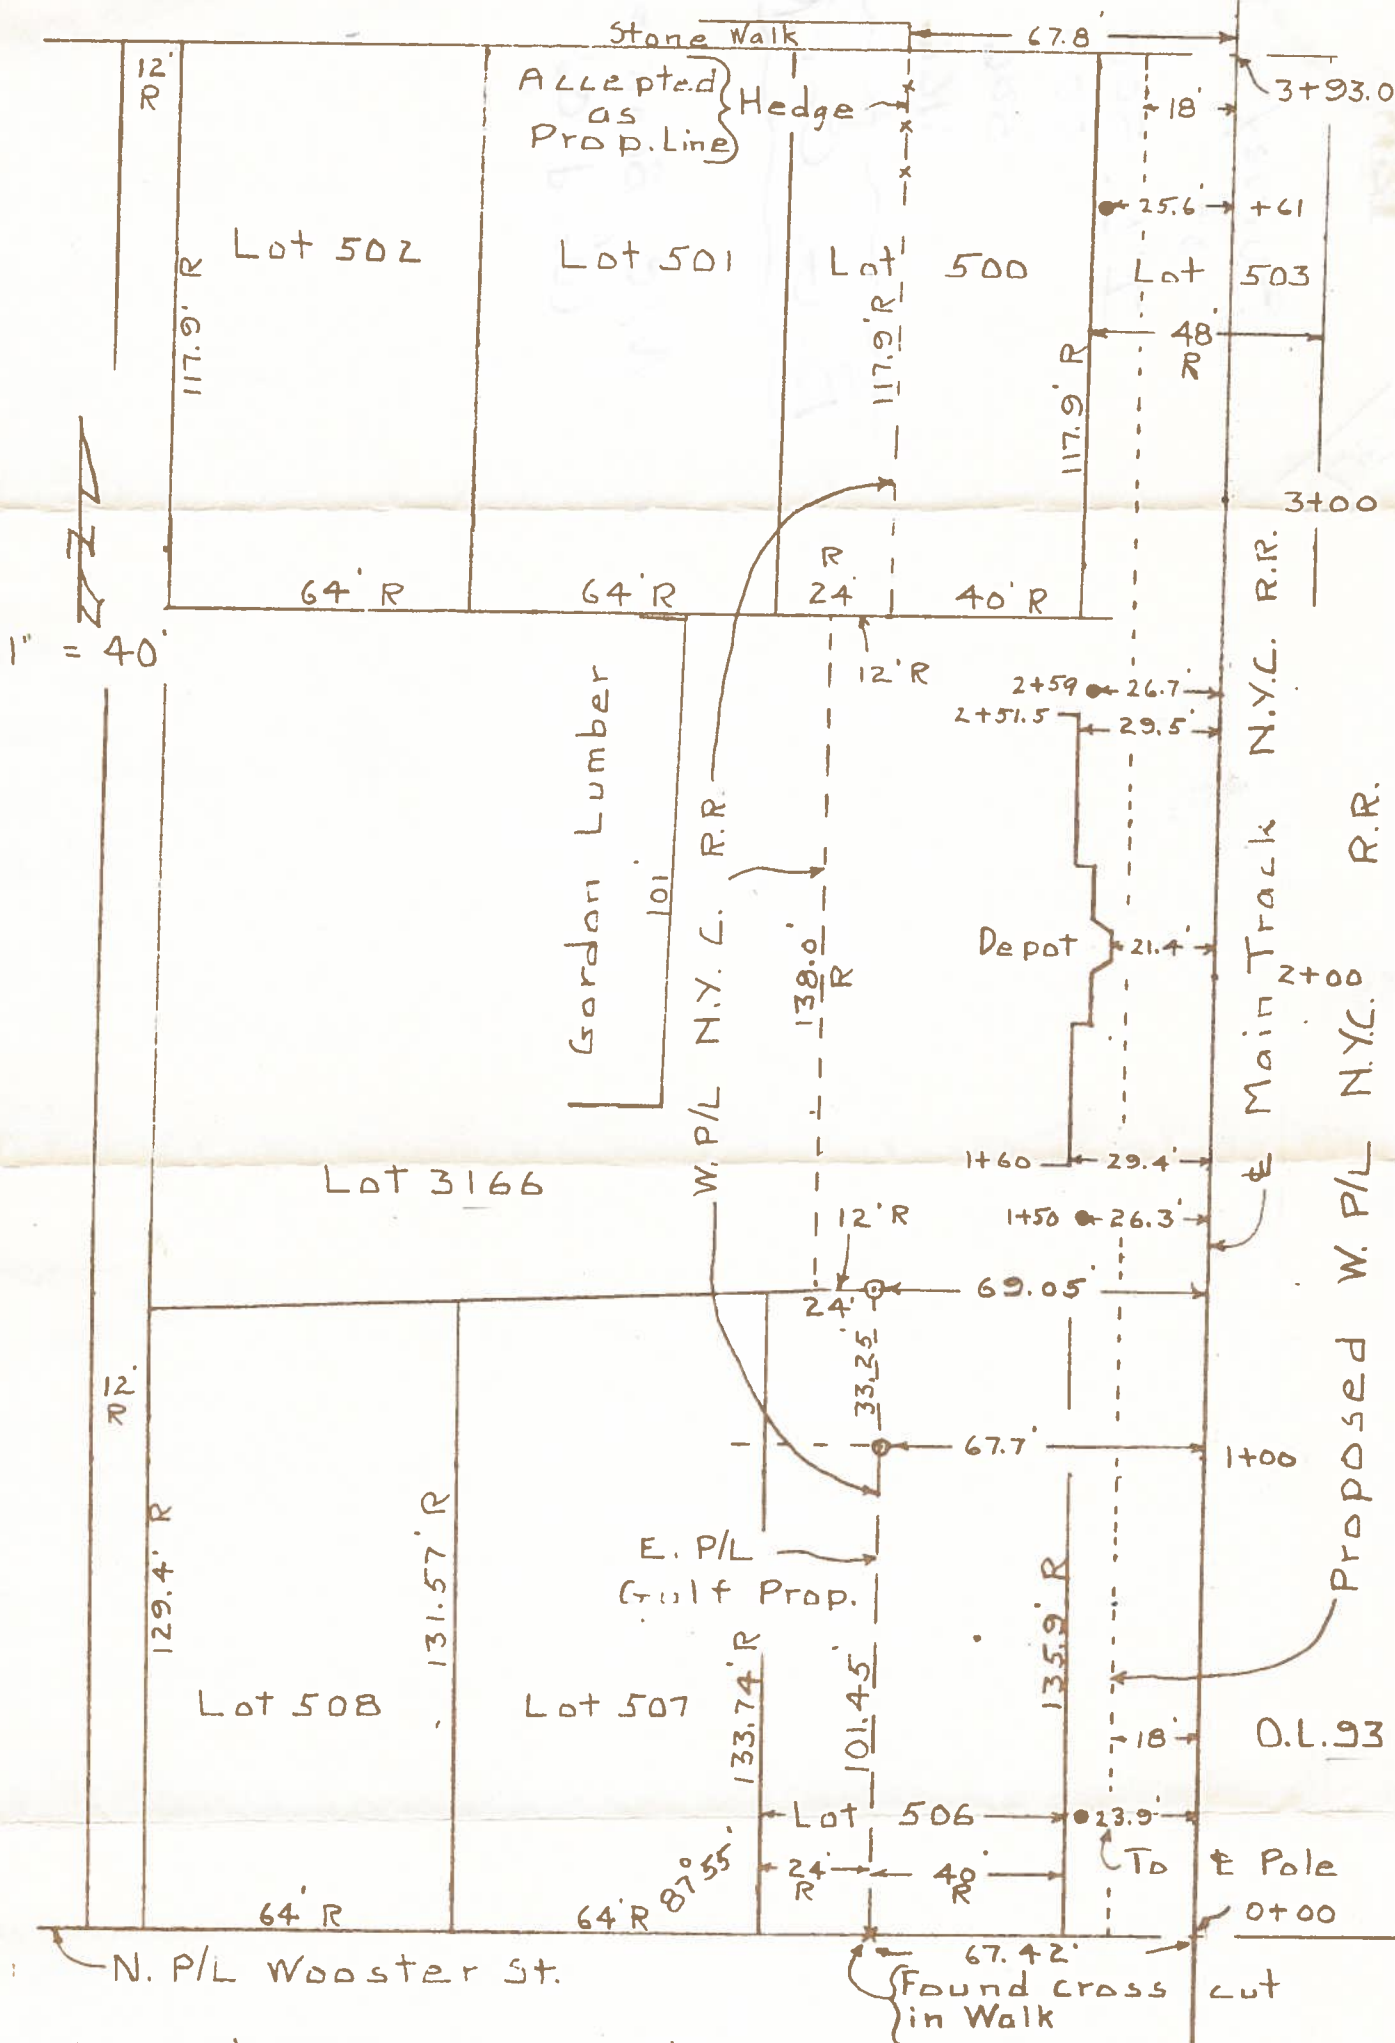 Stone Walk
67.8'
12'
R
Accepted
as
Prop. Line
Hedge
18'
3+93.0
25.6'
+61
Lot 502
Lot 501
Lot 500
Lot 503
117.9' R
117.9' R
117.9' R
48'
R
3+00
64' R
64' R
R
24'
40' R
1" = 40'
12' R
2+59
26.7'
2+51.5
29.5'
Gordon Lumber
101'
W. P/L N.Y.C. R.R.
138.0'
R
Depot
21.4'
2+00
℄ Main Track N.Y.C. R.R.
Proposed W. P/L N.Y.C. R.R.
1+60
29.4'
Lot 3166
12' R
1+50
26.3'
24'
69.05'
33.25'
12'
R
67.7'
1+00
129.4' R
131.57' R
E. P/L
Gulf Prop.
133.74' R
101.45'
135.9' R
Lot 508
Lot 507
18'
O.L. 93
Lot 506
23.9'
To ℄ Pole
87°55'
24'
R
40'
R
64' R
64' R
0+00
N. P/L Wooster St.
67.42'
Found cross cut
in Walk